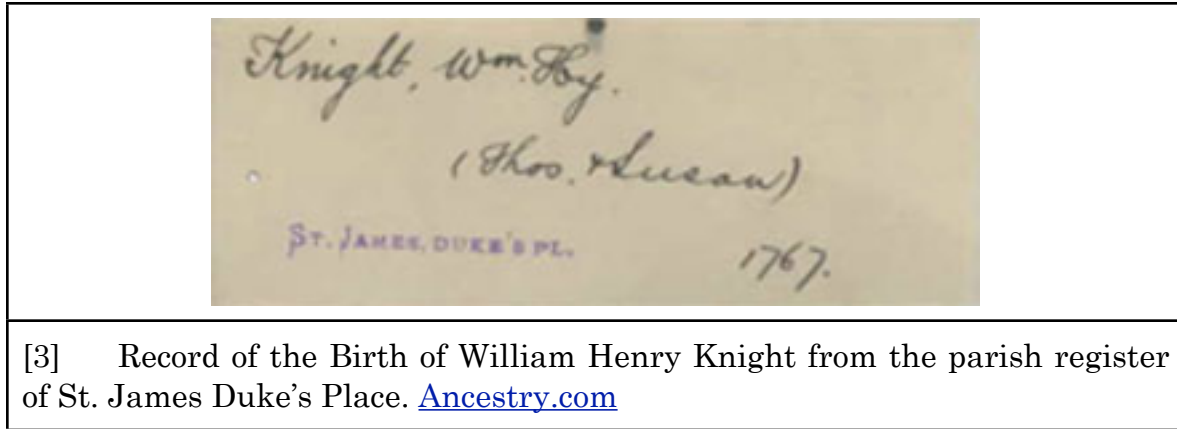 Knight, Wm. Hy.
(Thos. & Susan)
ST. JAMES, DUKE'S PL.
1767.
[3] Record of the Birth of William Henry Knight from the parish register
of St. James Duke’s Place. Ancestry.com